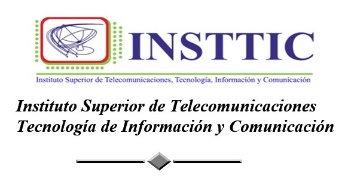 INSTTIC
Instituto Superior de Telecomunicaciones, Tecnología, Información y Comunicación
Instituto Superior de Telecomunicaciones
Tecnología de Información y Comunicación